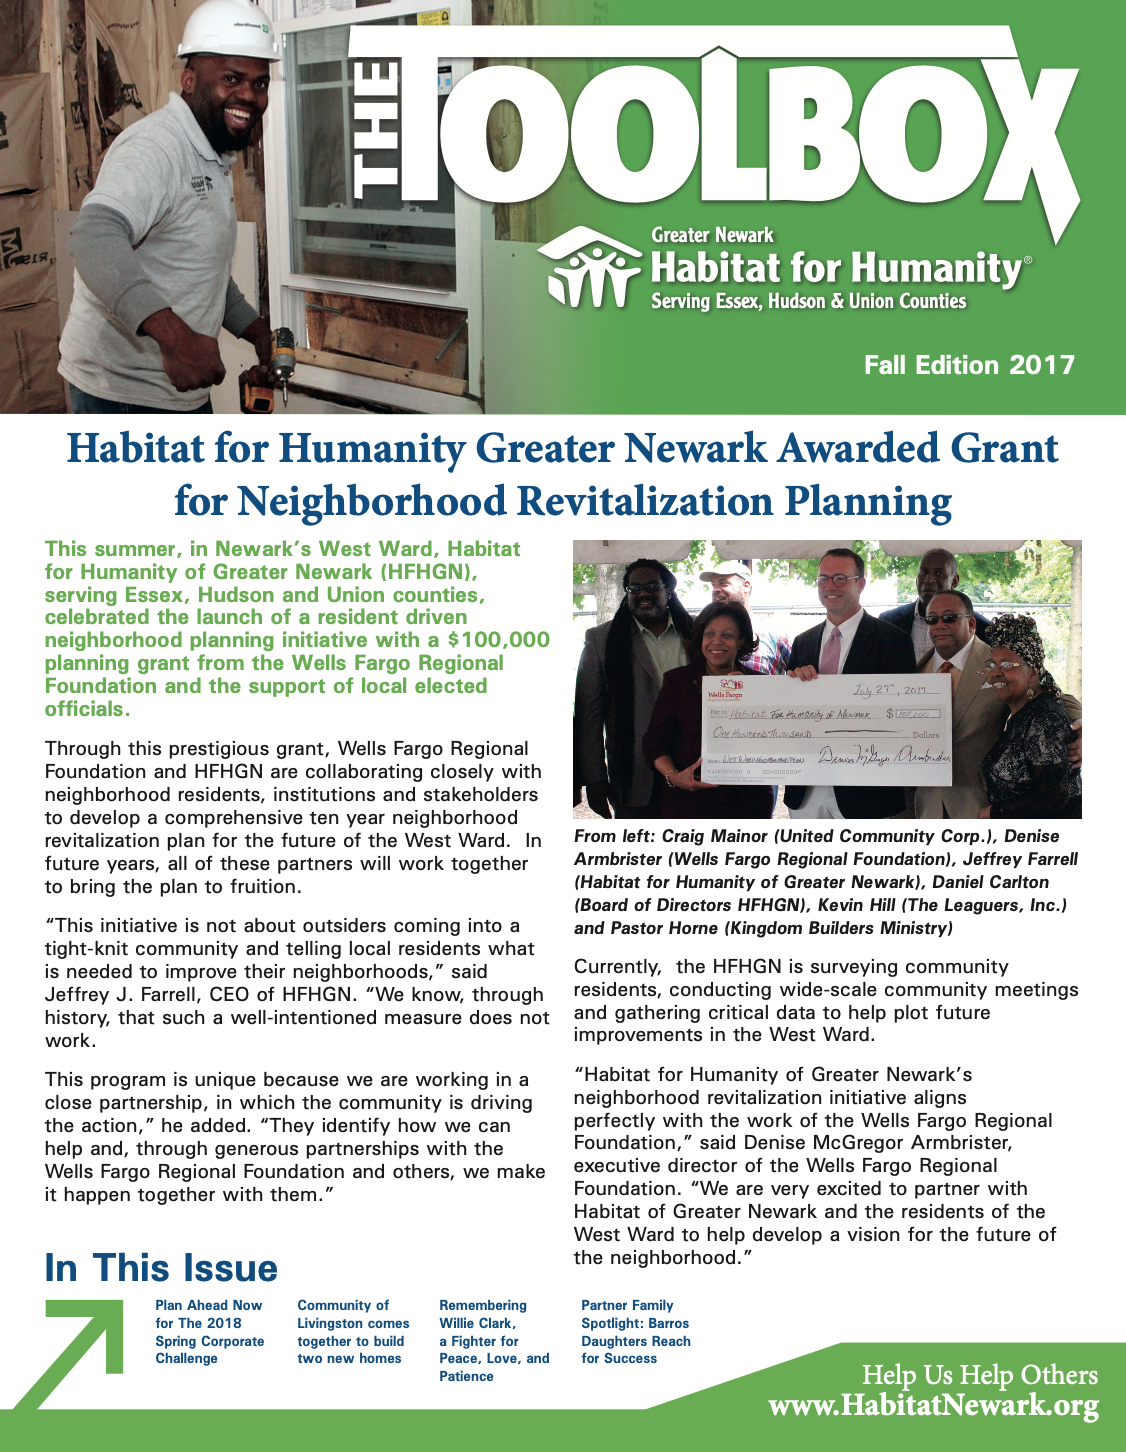 THE TOOLBOX
Greater Newark
Habitat for Humanity®
Serving Essex, Hudson & Union Counties
Fall Edition 2017
Habitat for Humanity Greater Newark Awarded Grant
for Neighborhood Revitalization Planning
This summer, in Newark’s West Ward, Habitat
for Humanity of Greater Newark (HFHGN),
serving Essex, Hudson and Union counties,
celebrated the launch of a resident driven
neighborhood planning initiative with a $100,000
planning grant from the Wells Fargo Regional
Foundation and the support of local elected
officials.
Through this prestigious grant, Wells Fargo Regional
Foundation and HFHGN are collaborating closely with
neighborhood residents, institutions and stakeholders
to develop a comprehensive ten year neighborhood
revitalization plan for the future of the West Ward.  In
future years, all of these partners will work together
to bring the plan to fruition.
“This initiative is not about outsiders coming into a
tight-knit community and telling local residents what
is needed to improve their neighborhoods,” said
Jeffrey J. Farrell, CEO of HFHGN. “We know, through
history, that such a well-intentioned measure does not
work.
This program is unique because we are working in a
close partnership, in which the community is driving
the action,” he added. “They identify how we can
help and, through generous partnerships with the
Wells Fargo Regional Foundation and others, we make
it happen together with them.”
Wells Fargo
July 27, 2017
Pay to
Habitat For Humanity of Newark $ 100,000
One Hundred Thousand Dollars
From left: Craig Mainor (United Community Corp.), Denise
Armbrister (Wells Fargo Regional Foundation), Jeffrey Farrell
(Habitat for Humanity of Greater Newark), Daniel Carlton
(Board of Directors HFHGN), Kevin Hill (The Leaguers, Inc.)
and Pastor Horne (Kingdom Builders Ministry)
Currently,  the HFHGN is surveying community
residents, conducting wide-scale community meetings
and gathering critical data to help plot future
improvements in the West Ward.
“Habitat for Humanity of Greater Newark’s
neighborhood revitalization initiative aligns
perfectly with the work of the Wells Fargo Regional
Foundation,” said Denise McGregor Armbrister,
executive director of the Wells Fargo Regional
Foundation. “We are very excited to partner with
Habitat of Greater Newark and the residents of the
West Ward to help develop a vision for the future of
the neighborhood.”
In This Issue
Plan Ahead Now
for The 2018
Spring Corporate
Challenge
Community of
Livingston comes
together to build
two new homes
Remembering
Willie Clark,
a Fighter for
Peace, Love, and
Patience
Partner Family
Spotlight: Barros
Daughters Reach
for Success
Help Us Help Others
www.HabitatNewark.org